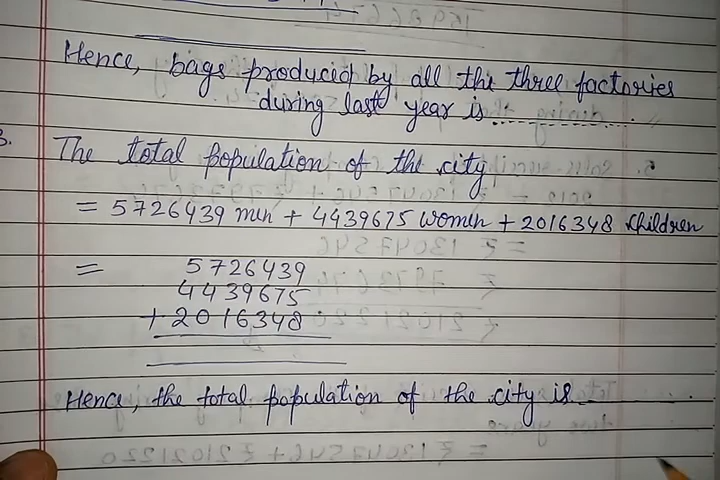 Hence, bags produced by all the three factories
during last year is ..............
3. The total population of the city
= 5726439 men + 4439675 women + 2016348 children
= 5726439
4439675
+ 2016348
Hence, the total population of the city is ..............